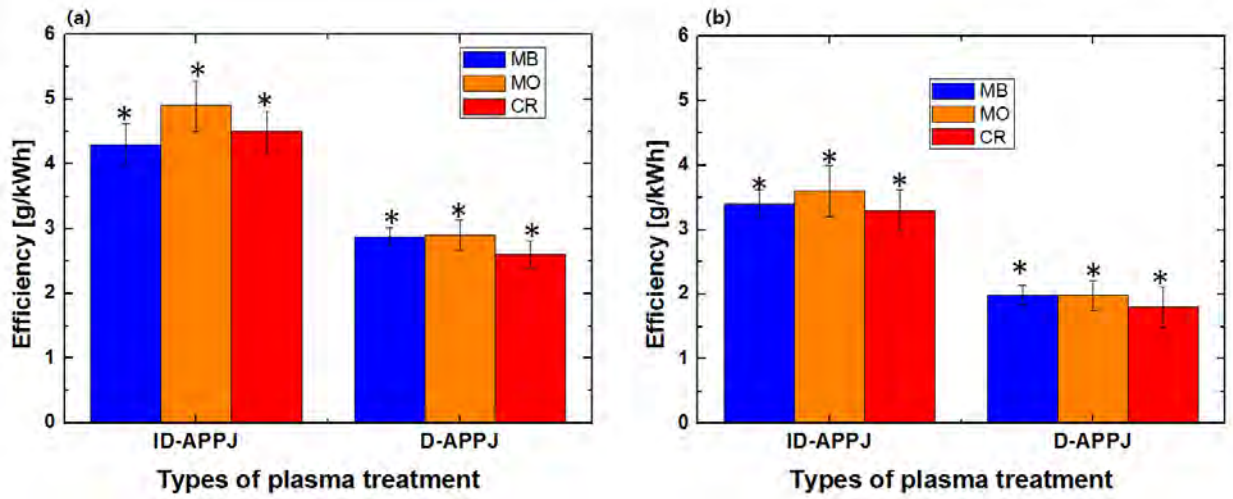 (a)
6
5
4
3
2
1
0
Efficiency [g/kWh]
MB
MO
CR
*
*
*
*
*
*
ID-APPJ
D-APPJ
Types of plasma treatment
(b)
6
5
4
3
2
1
0
Efficiency [g/kWh]
MB
MO
CR
*
*
*
*
*
*
ID-APPJ
D-APPJ
Types of plasma treatment